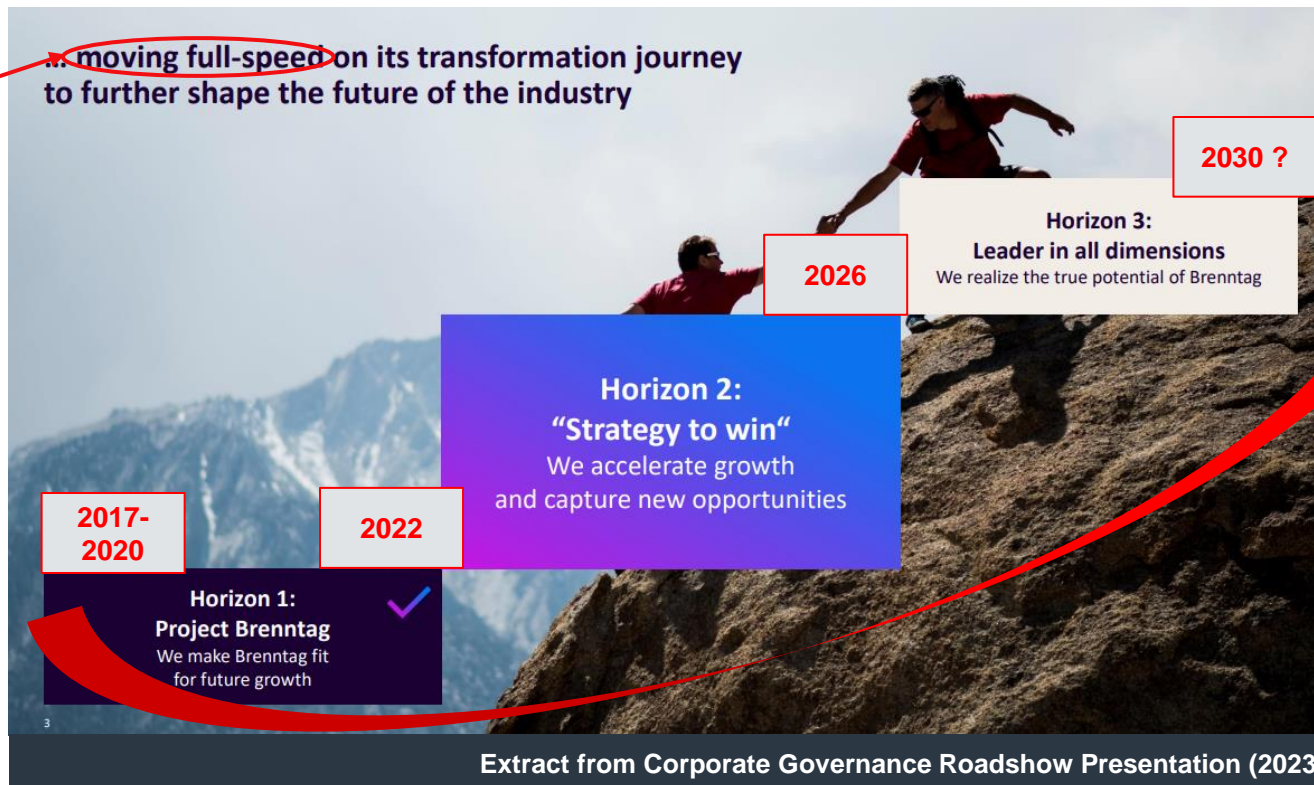 ... moving full-speed on its transformation journey
to further shape the future of the industry
2030 ?
Horizon 3:
Leader in all dimensions
We realize the true potential of Brenntag
2026
Horizon 2:
“Strategy to win“
We accelerate growth
and capture new opportunities
2017-
2020
2022
Horizon 1:
Project Brenntag
We make Brenntag fit
for future growth
3
Extract from Corporate Governance Roadshow Presentation (2023